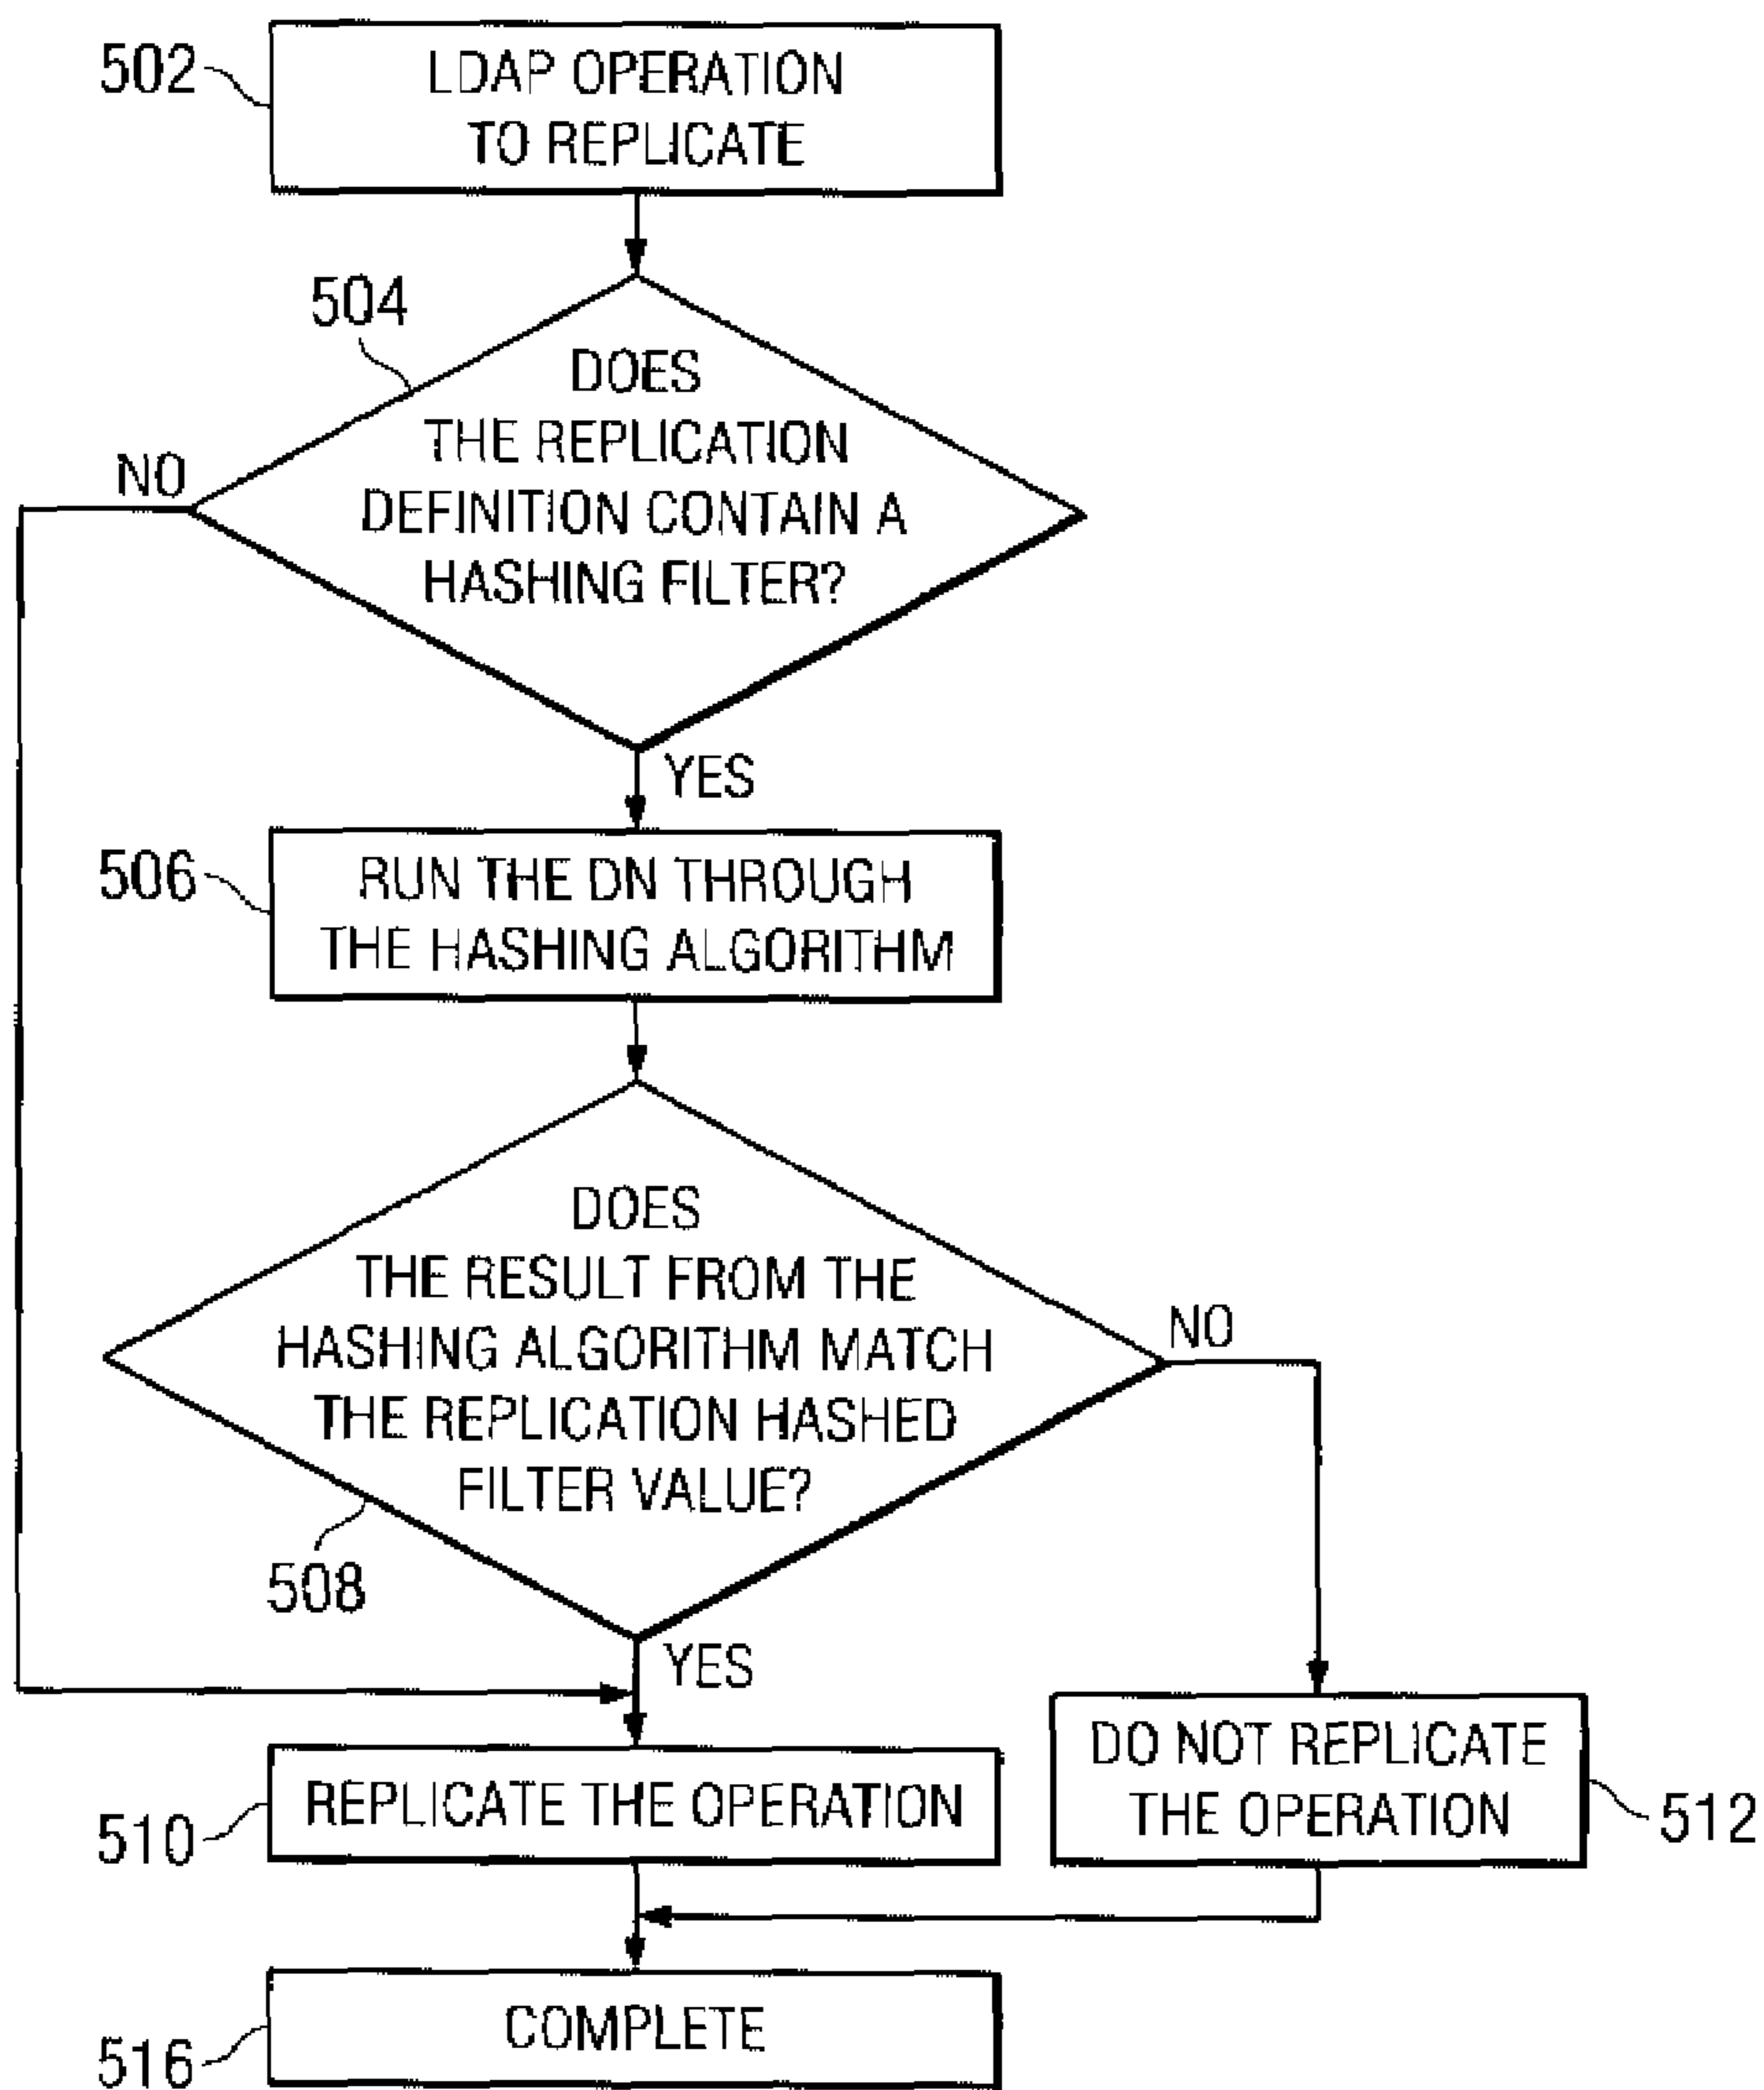 502
LDAP OPERATION
TO REPLICATE
504
DOES
THE REPLICATION
DEFINITION CONTAIN A
HASHING FILTER?
NO
YES
506
RUN THE DN THROUGH
THE HASHING ALGORITHM
DOES
THE RESULT FROM THE
HASHING ALGORITHM MATCH
THE REPLICATION HASHED
FILTER VALUE?
NO
508
YES
510
REPLICATE THE OPERATION
DO NOT REPLICATE
THE OPERATION
512
516
COMPLETE